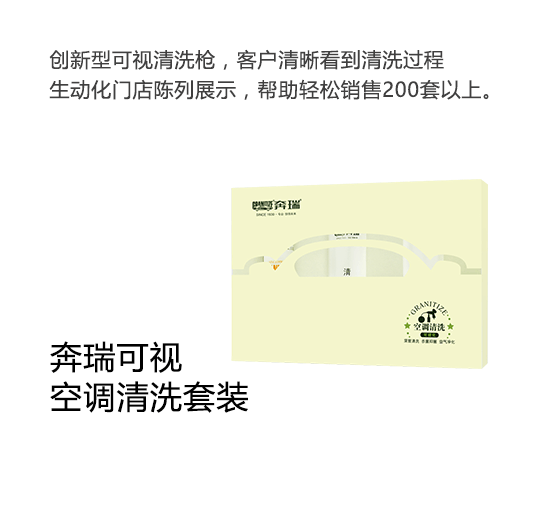 创新型可视清洗枪，客户清晰看到清洗过程
生动化门店陈列展示，帮助轻松销售200套以上。
奔瑞
清
GRANITIZE
空调清洗
奔瑞可视
空调清洗套装